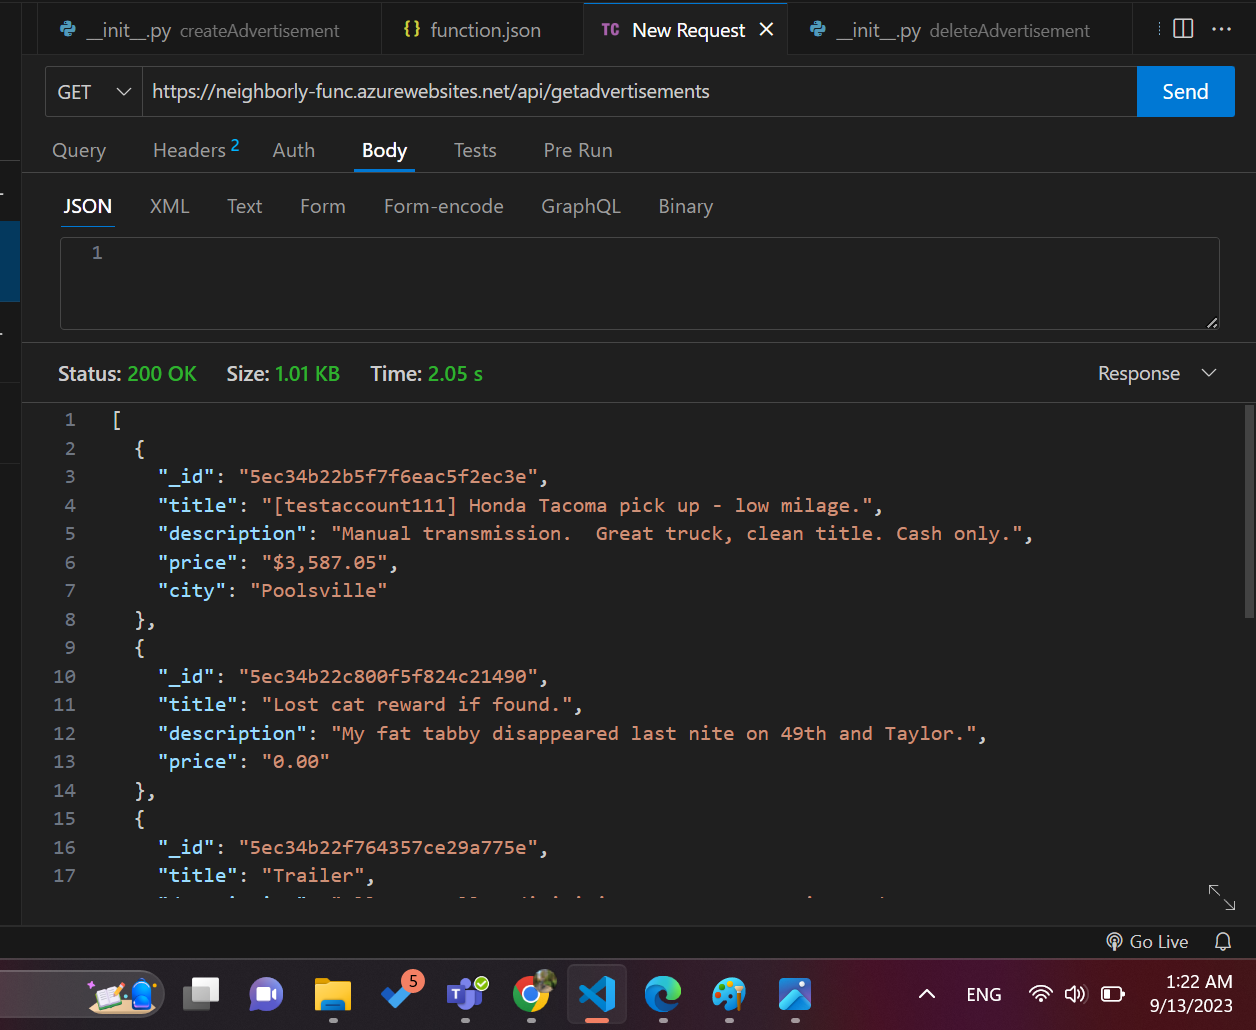 __init__.py createAdvertisement {} function.json TC New Request __init__.py deleteAdvertisement
GET https://neighborly-func.azurewebsites.net/api/getadvertisements Send
Query Headers 2 Auth Body Tests Pre Run
JSON XML Text Form Form-encode GraphQL Binary
1
Status: 200 OK Size: 1.01 KB Time: 2.05 s Response
1 [
2 {
3 "_id": "5ec34b22b5f7f6eac5f2ec3e",
4 "title": "[testaccount111] Honda Tacoma pick up - low milage.",
5 "description": "Manual transmission.  Great truck, clean title. Cash only.",
6 "price": "$3,587.05",
7 "city": "Poolsville"
8 },
9 {
10 "_id": "5ec34b22c800f5f824c21490",
11 "title": "Lost cat reward if found.",
12 "description": "My fat tabby disappeared last nite on 49th and Taylor.",
13 "price": "0.00"
14 },
15 {
16 "_id": "5ec34b22f764357ce29a775e",
17 "title": "Trailer",
Go Live
5
ENG
1:22 AM
9/13/2023